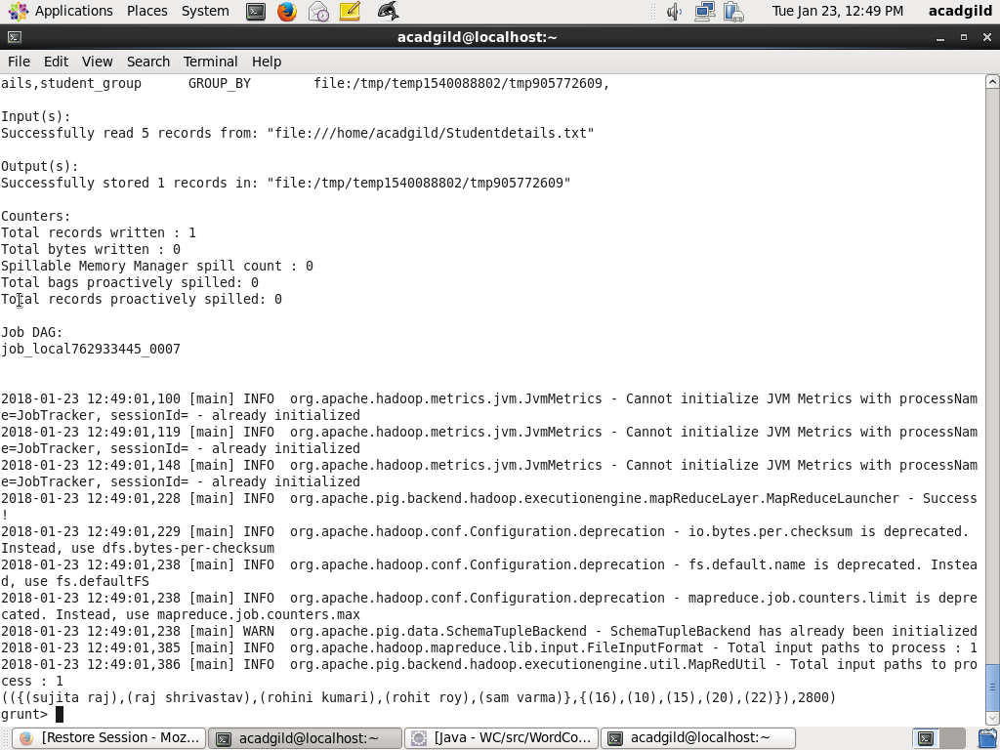 Applications Places System Tue Jan 23, 12:49 PM acadgild
acadgild@localhost:~
File Edit View Search Terminal Help
ails,student_group GROUP_BY file:/tmp/temp1540088802/tmp905772609,
Input(s):
Successfully read 5 records from: "file:///home/acadgild/Studentdetails.txt"
Output(s):
Successfully stored 1 records in: "file:/tmp/temp1540088802/tmp905772609"
Counters:
Total records written : 1
Total bytes written : 0
Spillable Memory Manager spill count : 0
Total bags proactively spilled: 0
Total records proactively spilled: 0
Job DAG:
job_local762933445_0007
2018-01-23 12:49:01,100 [main] INFO  org.apache.hadoop.metrics.jvm.JvmMetrics - Cannot initialize JVM Metrics with processNam
e=JobTracker, sessionId= - already initialized
2018-01-23 12:49:01,119 [main] INFO  org.apache.hadoop.metrics.jvm.JvmMetrics - Cannot initialize JVM Metrics with processNam
e=JobTracker, sessionId= - already initialized
2018-01-23 12:49:01,148 [main] INFO  org.apache.hadoop.metrics.jvm.JvmMetrics - Cannot initialize JVM Metrics with processNam
e=JobTracker, sessionId= - already initialized
2018-01-23 12:49:01,228 [main] INFO  org.apache.pig.backend.hadoop.executionengine.mapReduceLayer.MapReduceLauncher - Success
!
2018-01-23 12:49:01,229 [main] INFO  org.apache.hadoop.conf.Configuration.deprecation - io.bytes.per.checksum is deprecated.
Instead, use dfs.bytes-per-checksum
2018-01-23 12:49:01,238 [main] INFO  org.apache.hadoop.conf.Configuration.deprecation - fs.default.name is deprecated. Instea
d, use fs.defaultFS
2018-01-23 12:49:01,238 [main] INFO  org.apache.hadoop.conf.Configuration.deprecation - mapreduce.job.counters.limit is depre
cated. Instead, use mapreduce.job.counters.max
2018-01-23 12:49:01,238 [main] WARN  org.apache.pig.data.SchemaTupleBackend - SchemaTupleBackend has already been initialized
2018-01-23 12:49:01,385 [main] INFO  org.apache.hadoop.mapreduce.lib.input.FileInputFormat - Total input paths to process : 1
2018-01-23 12:49:01,386 [main] INFO  org.apache.pig.backend.hadoop.executionengine.util.MapRedUtil - Total input paths to pro
cess : 1
(({(sujita raj),(raj shrivastav),(rohini kumari),(rohit roy),(sam varma)},{(16),(10),(15),(20),(22)}),2800)
grunt>
[Restore Session - Moz... acadgild@localhost:~ [Java - WC/src/WordCo... acadgild@localhost:~